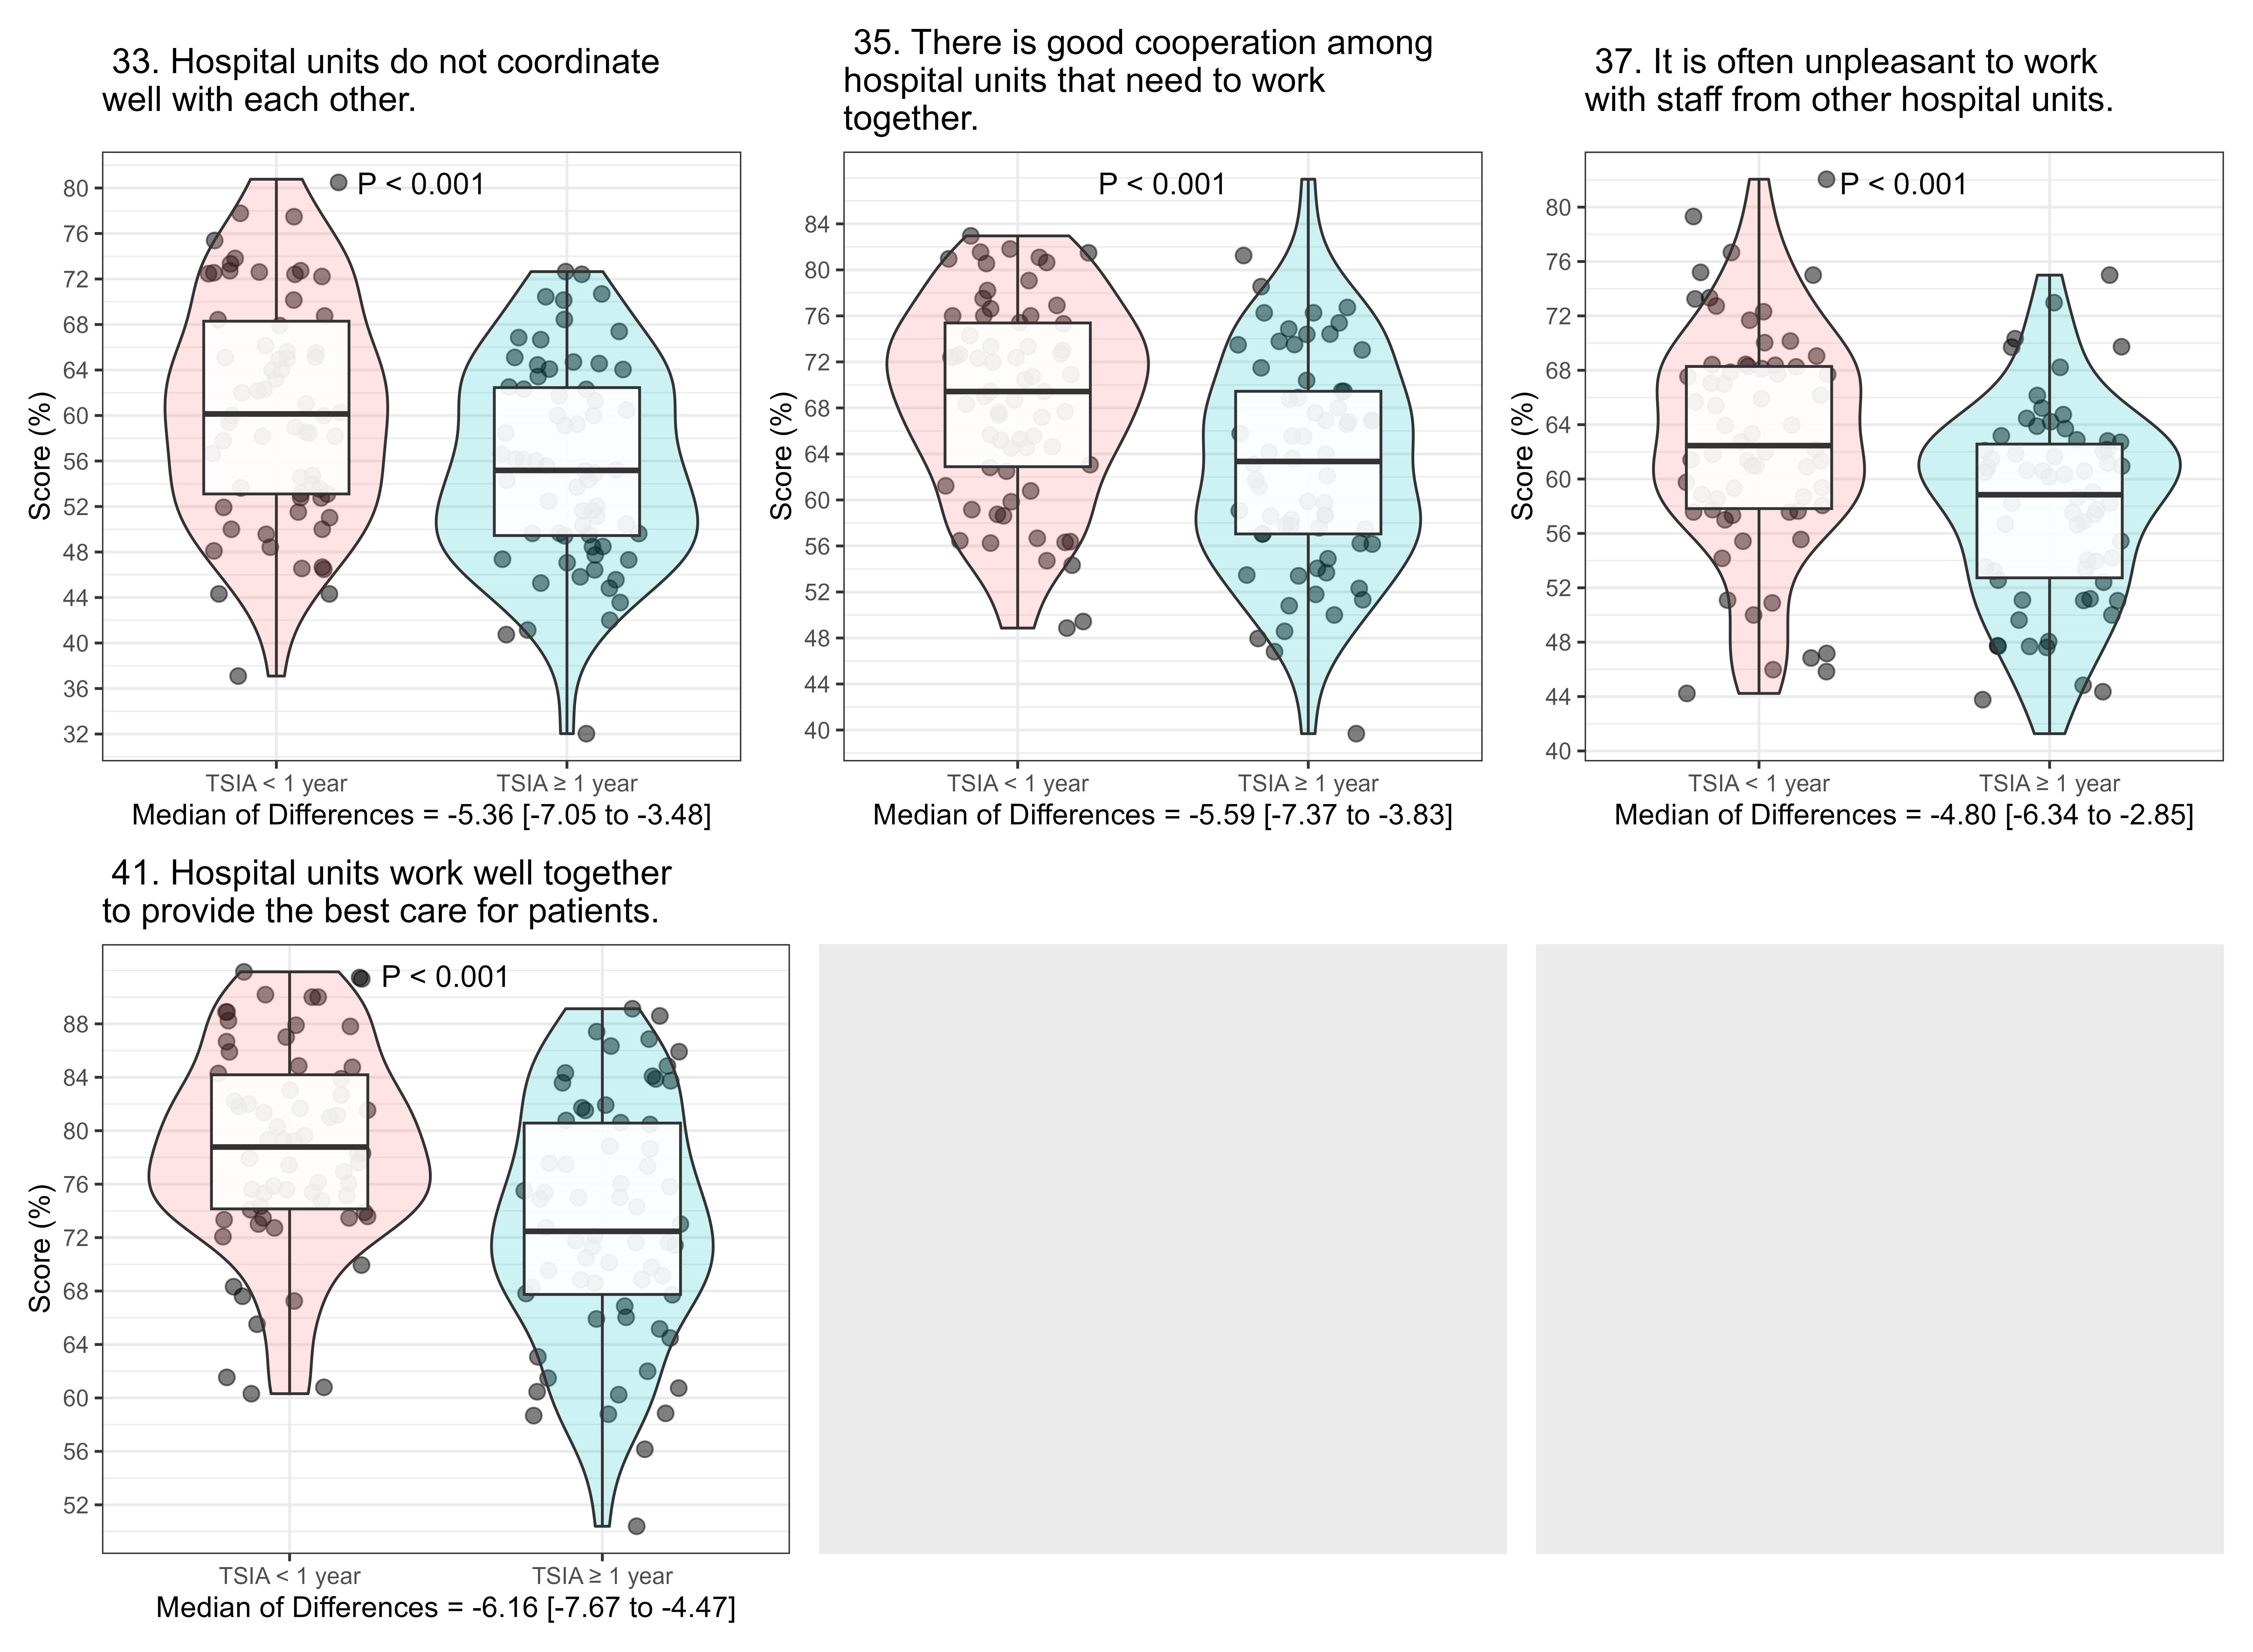 33. Hospital units do not coordinate
well with each other.
35. There is good cooperation among
hospital units that need to work
together.
37. It is often unpleasant to work
with staff from other hospital units.
P < 0.001
80
76
72
68
64
60
56
52
48
44
40
36
32
Score (%)
TSIA < 1 year
TSIA ≥ 1 year
Median of Differences = -5.36 [-7.05 to -3.48]
P < 0.001
84
80
76
72
68
64
60
56
52
48
44
40
Score (%)
TSIA < 1 year
TSIA ≥ 1 year
Median of Differences = -5.59 [-7.37 to -3.83]
P < 0.001
80
76
72
68
64
60
56
52
48
44
40
Score (%)
TSIA < 1 year
TSIA ≥ 1 year
Median of Differences = -4.80 [-6.34 to -2.85]
41. Hospital units work well together
to provide the best care for patients.
P < 0.001
88
84
80
76
72
68
64
60
56
52
Score (%)
TSIA < 1 year
TSIA ≥ 1 year
Median of Differences = -6.16 [-7.67 to -4.47]